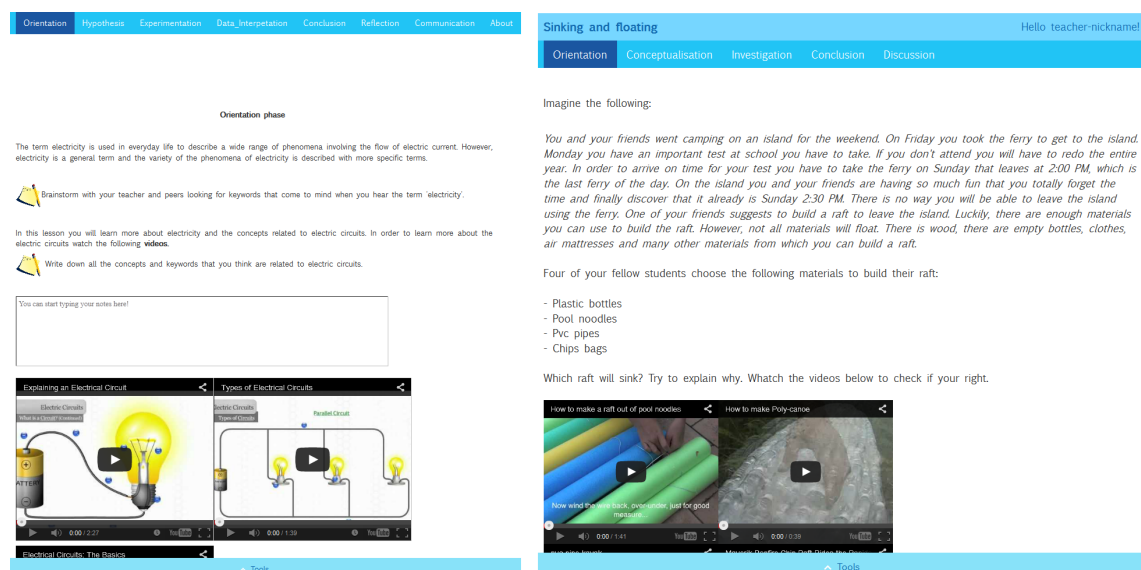 Orientation Hypothesis Experimentation Data_Interpetation Conclusion Reflection Communication About
Orientation phase
The term electricity is used in everyday life to describe a wide range of phenomena involving the flow of electric current. However,
electricity is a general term and the variety of the phenomena of electricity is described with more specific terms.
Brainstorm with your teacher and peers looking for keywords that come to mind when you hear the term 'electricity'.
In this lesson you will learn more about electricity and the concepts related to electric circuits. In order to learn more about the
electric circuits watch the following videos.
Write down all the concepts and keywords that you think are related to electric circuits.
You can start typing your notes here!
Explaining an Electrical Circuit
Electric Circuits
What is a Circuit? (continued)
BATTERY
0:00 / 2:27
YouTube
Types of Electrical Circuits
Electric Circuits
Types of Circuits
Parallel Circuit
0:00 / 1:39
YouTube
Electrical Circuits: The Basics
Tools
Sinking and floating
Hello teacher-nickname!
Orientation Conceptualisation Investigation Conclusion Discussion
Imagine the following:
You and your friends went camping on an island for the weekend. On Friday you took the ferry to get to the island.
Monday you have an important test at school you have to take. If you don't attend you will have to redo the entire
year. In order to arrive on time for your test you have to take the ferry on Sunday that leaves at 2:00 PM, which is
the last ferry of the day. On the island you and your friends are having so much fun that you totally forget the
time and finally discover that it already is Sunday 2:30 PM. There is no way you will be able to leave the island
using the ferry. One of your friends suggests to build a raft to leave the island. Luckily, there are enough materials
you can use to build the raft. However, not all materials will float. There is wood, there are empty bottles, clothes,
air mattresses and many other materials from which you can build a raft.
Four of your fellow students choose the following materials to build their raft:
- Plastic bottles
- Pool noodles
- Pvc pipes
- Chips bags
Which raft will sink? Try to explain why. Whatch the videos below to check if your right.
How to make a raft out of pool noodles
Now wind the wire back, over-under, just for good
measure...
0:00 / 1:41
YouTube
How to make Poly-canoe
0:00 / 0:39
YouTube
Tools